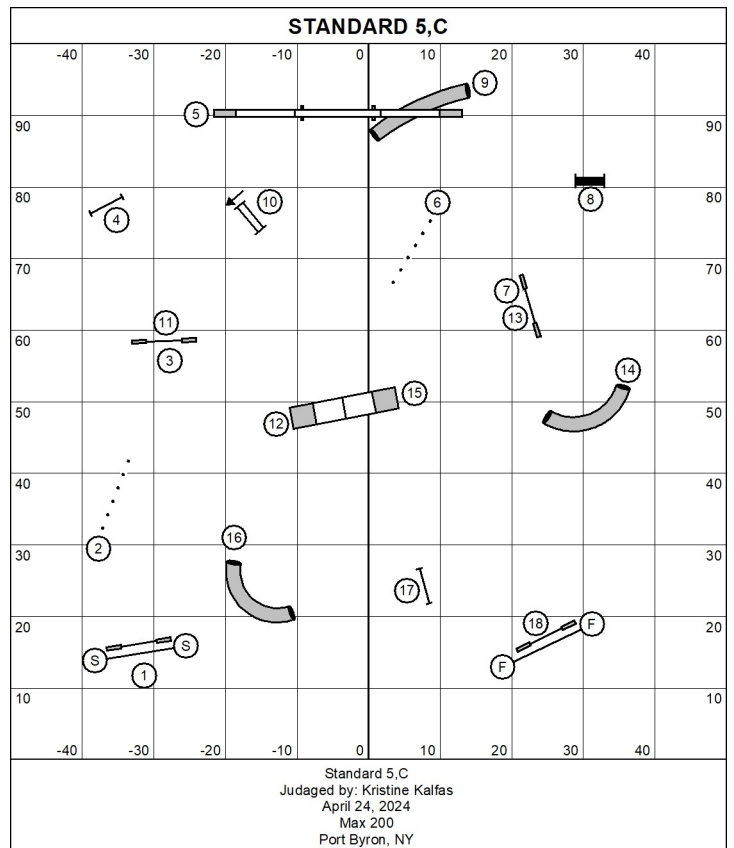 STANDARD 5,C
-40 -30 -20 -10 0 10 20 30 40
9
5
90 90
80 80
10
8
4
6
70 70
7
13
11
60 60
3
14
15
50 50
12
40 40
16
2
30 30
17
20 20
18
F
S
S
1
F
10 10
-40 -30 -20 -10 0 10 20 30 40
Standard 5,C
Judaged by: Kristine Kalfas
April 24, 2024
Max 200
Port Byron, NY